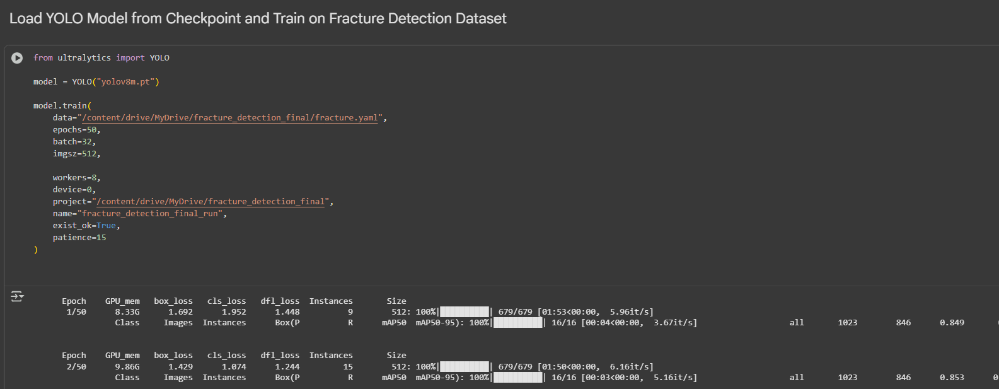 Load YOLO Model from Checkpoint and Train on Fracture Detection Dataset
from ultralytics import YOLO
model = YOLO("yolov8m.pt")
model.train(
data="/content/drive/MyDrive/fracture_detection_final/fracture.yaml",
epochs=50,
batch=32,
imgsz=512,
workers=8,
device=0,
project="/content/drive/MyDrive/fracture_detection_final",
name="fracture_detection_final_run",
exist_ok=True,
patience=15
)
Epoch GPU_mem box_loss cls_loss dfl_loss Instances Size
1/50 8.33G 1.692 1.952 1.448 9 512: 100%|██████████| 679/679 [01:53<00:00, 5.96it/s]
Class Images Instances Box(P R mAP50 mAP50-95): 100%|██████████| 16/16 [00:04<00:00, 3.67it/s] all 1023 846 0.849
Epoch GPU_mem box_loss cls_loss dfl_loss Instances Size
2/50 9.86G 1.429 1.074 1.244 15 512: 100%|██████████| 679/679 [01:50<00:00, 6.16it/s]
Class Images Instances Box(P R mAP50 mAP50-95): 100%|██████████| 16/16 [00:03<00:00, 5.16it/s] all 1023 846 0.853